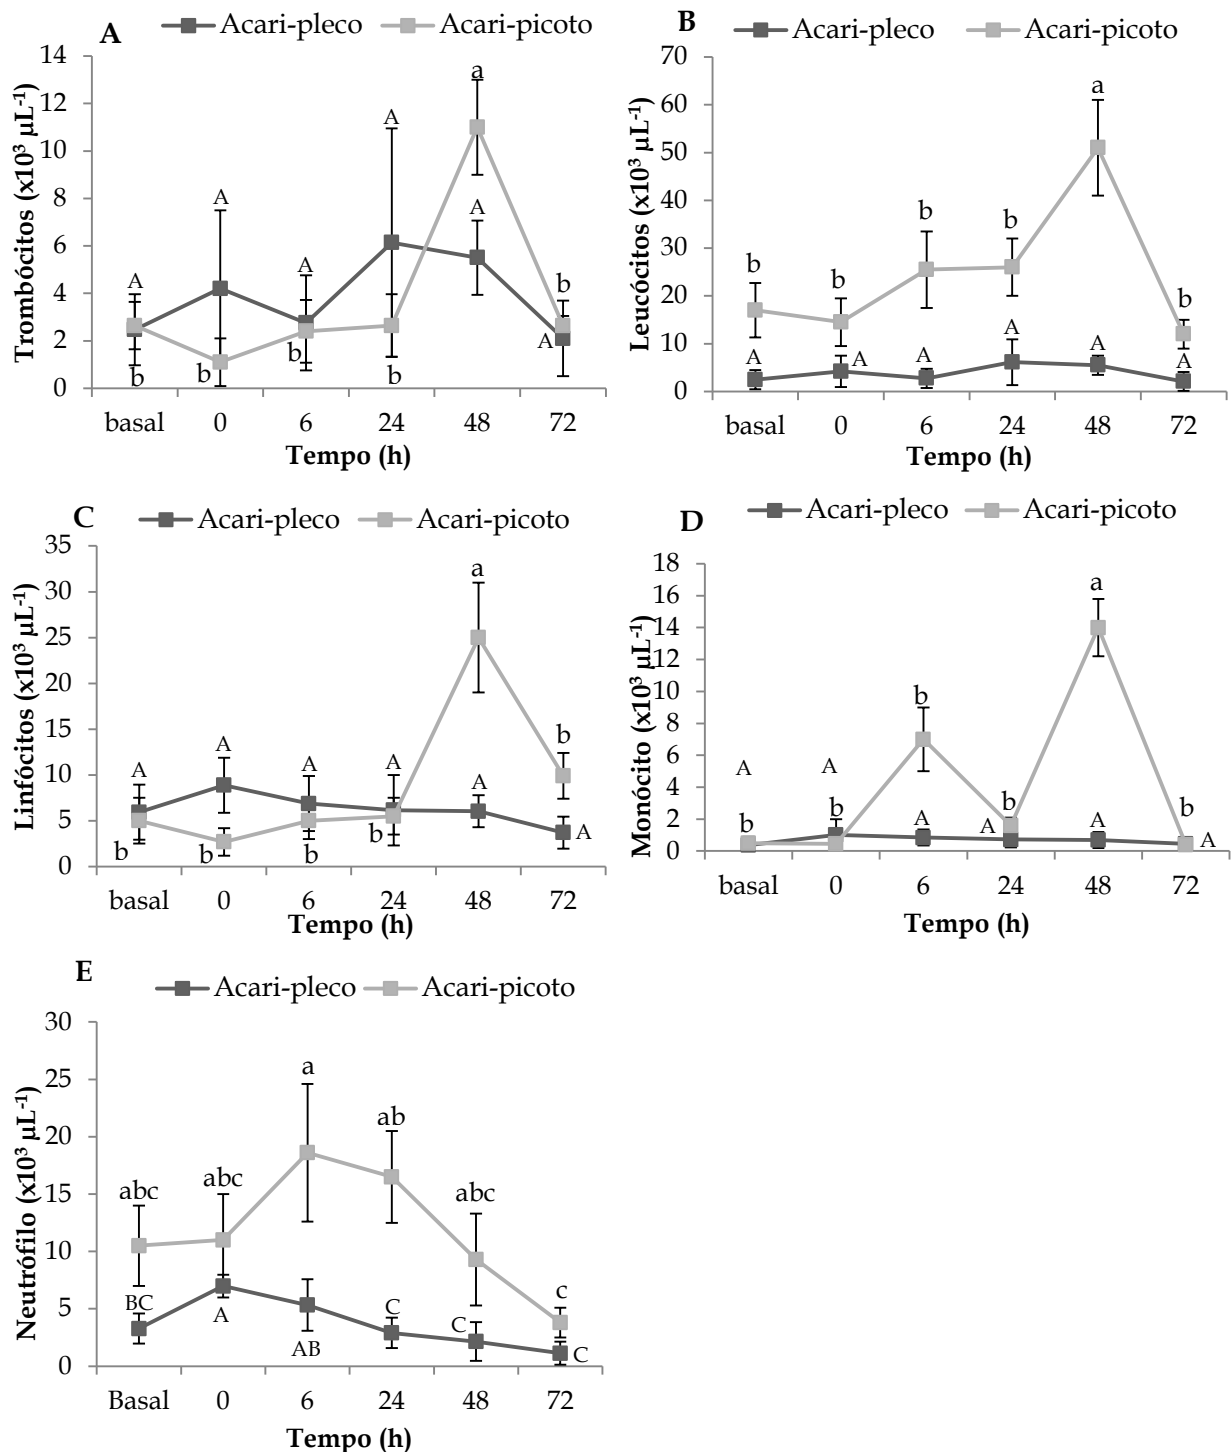 A
Acari-pleco
Acari-picoto
Trombócitos (x10³ µL⁻¹)
14
12
10
8
6
4
2
0
A
A
A
A
A
a
b
b
b
b
b
A
basal
0
6
24
48
72
Tempo (h)
B
Acari-pleco
Acari-picoto
Leucócitos (x10³ µL⁻¹)
70
60
50
40
30
20
10
0
b
b
b
b
a
b
A
A
A
A
A
A
basal
0
6
24
48
72
Tempo (h)
C
Acari-pleco
Acari-picoto
Linfócitos (x10³ µL⁻¹)
35
30
25
20
15
10
5
0
A
A
A
A
a
A
b
b
b
b
b
A
basal
0
6
24
48
72
Tempo (h)
D
Acari-pleco
Acari-picoto
Monócito (x10³ µL⁻¹)
18
16
14
12
10
8
6
4
2
0
A
A
b
b
b
A
b
A
a
A
b
A
basal
0
6
24
48
72
Tempo (h)
E
Acari-pleco
Acari-picoto
Neutrófilo (x10³ µL⁻¹)
30
25
20
15
10
5
0
abc
abc
a
ab
abc
c
BC
A
AB
C
C
C
Basal
0
6
24
48
72
Tempo (h)